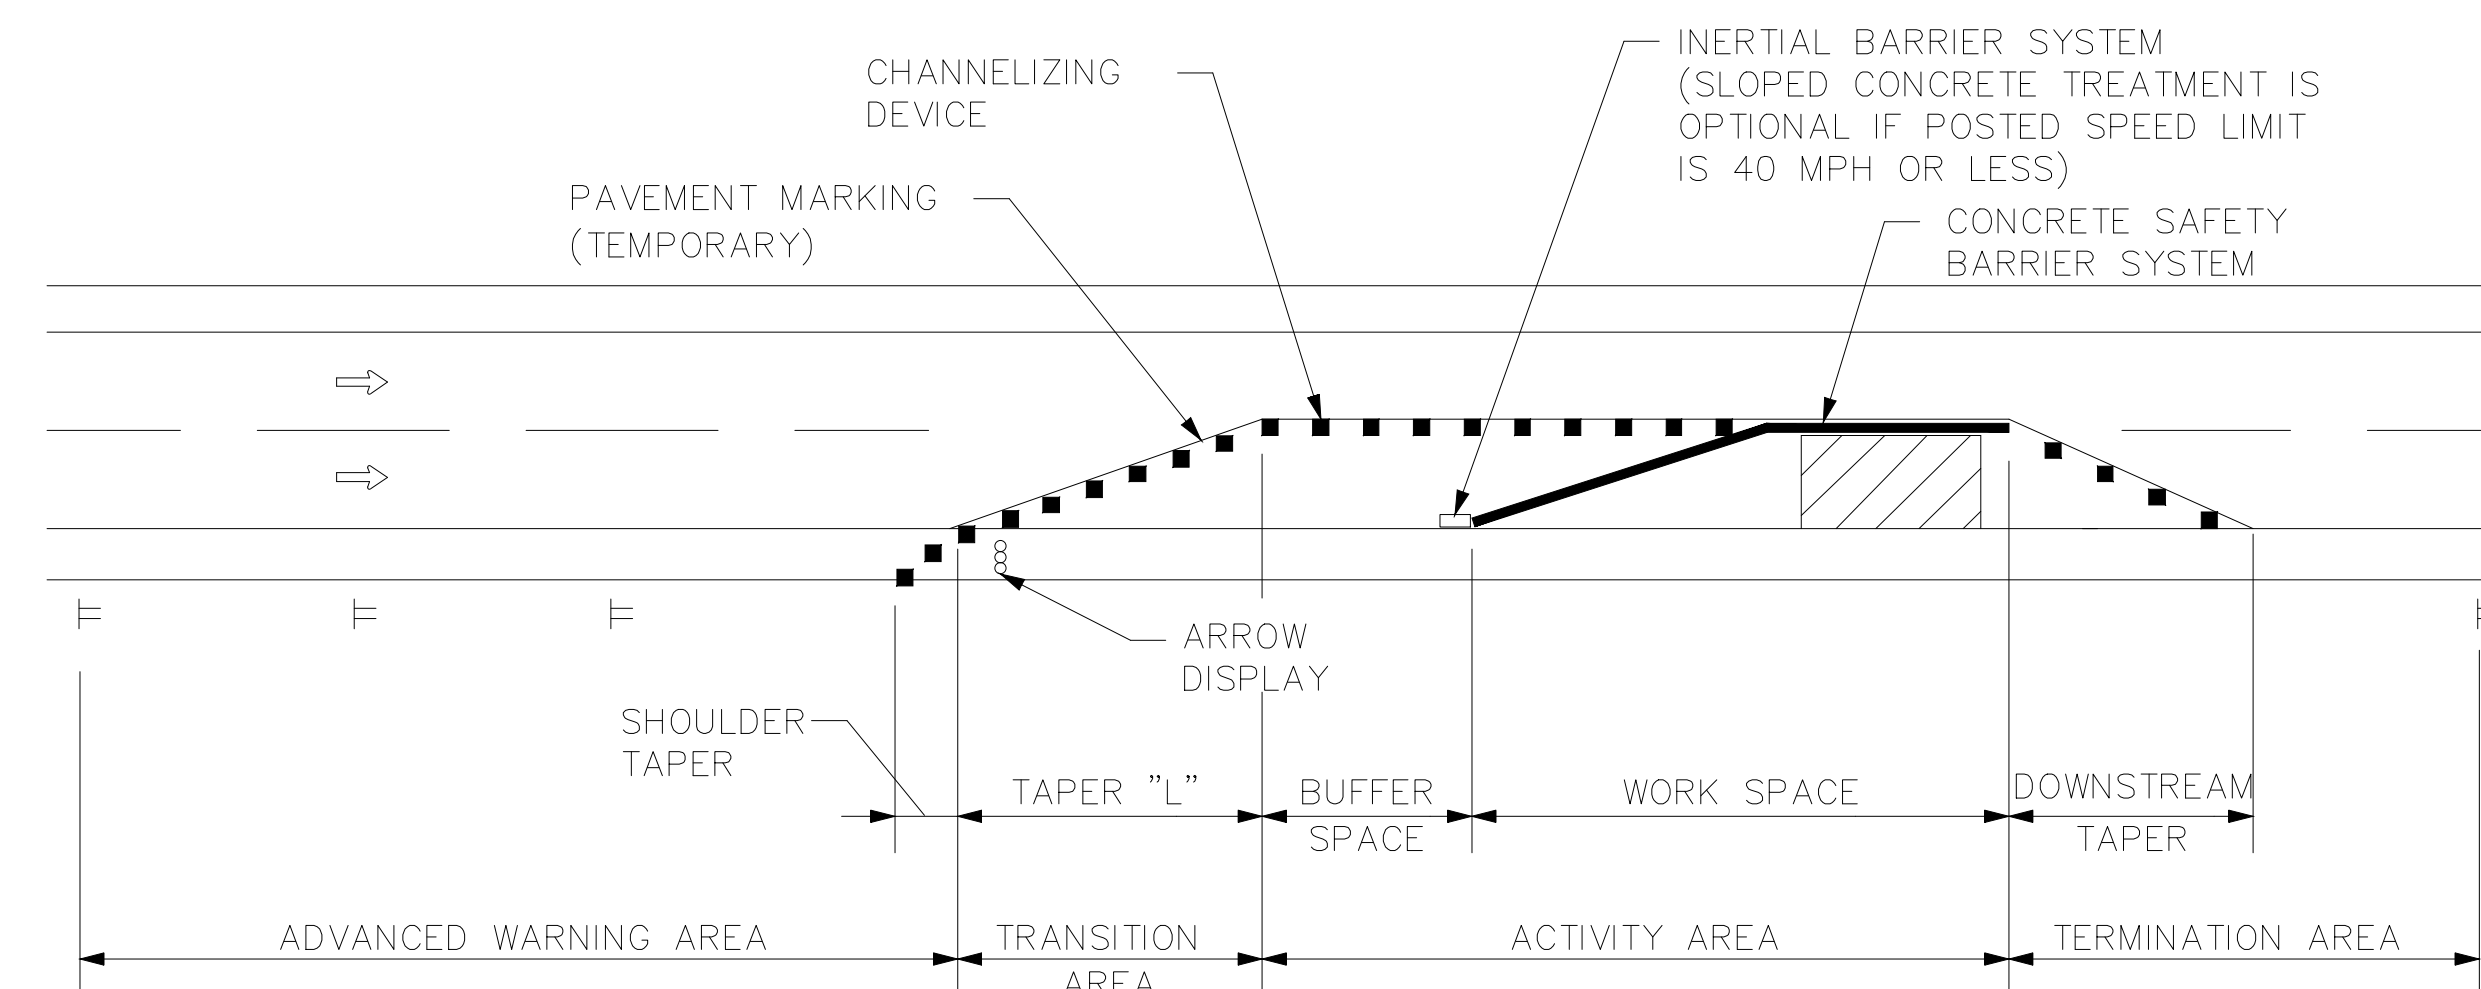 INERTIAL BARRIER SYSTEM
(SLOPED CONCRETE TREATMENT IS
OPTIONAL IF POSTED SPEED LIMIT
IS 40 MPH OR LESS)
CHANNELIZING
DEVICE
PAVEMENT MARKING
(TEMPORARY)
CONCRETE SAFETY
BARRIER SYSTEM
ARROW
DISPLAY
SHOULDER
TAPER
TAPER "L"
BUFFER
SPACE
WORK SPACE
DOWNSTREAM
TAPER
ADVANCED WARNING AREA
TRANSITION
AREA
ACTIVITY AREA
TERMINATION AREA